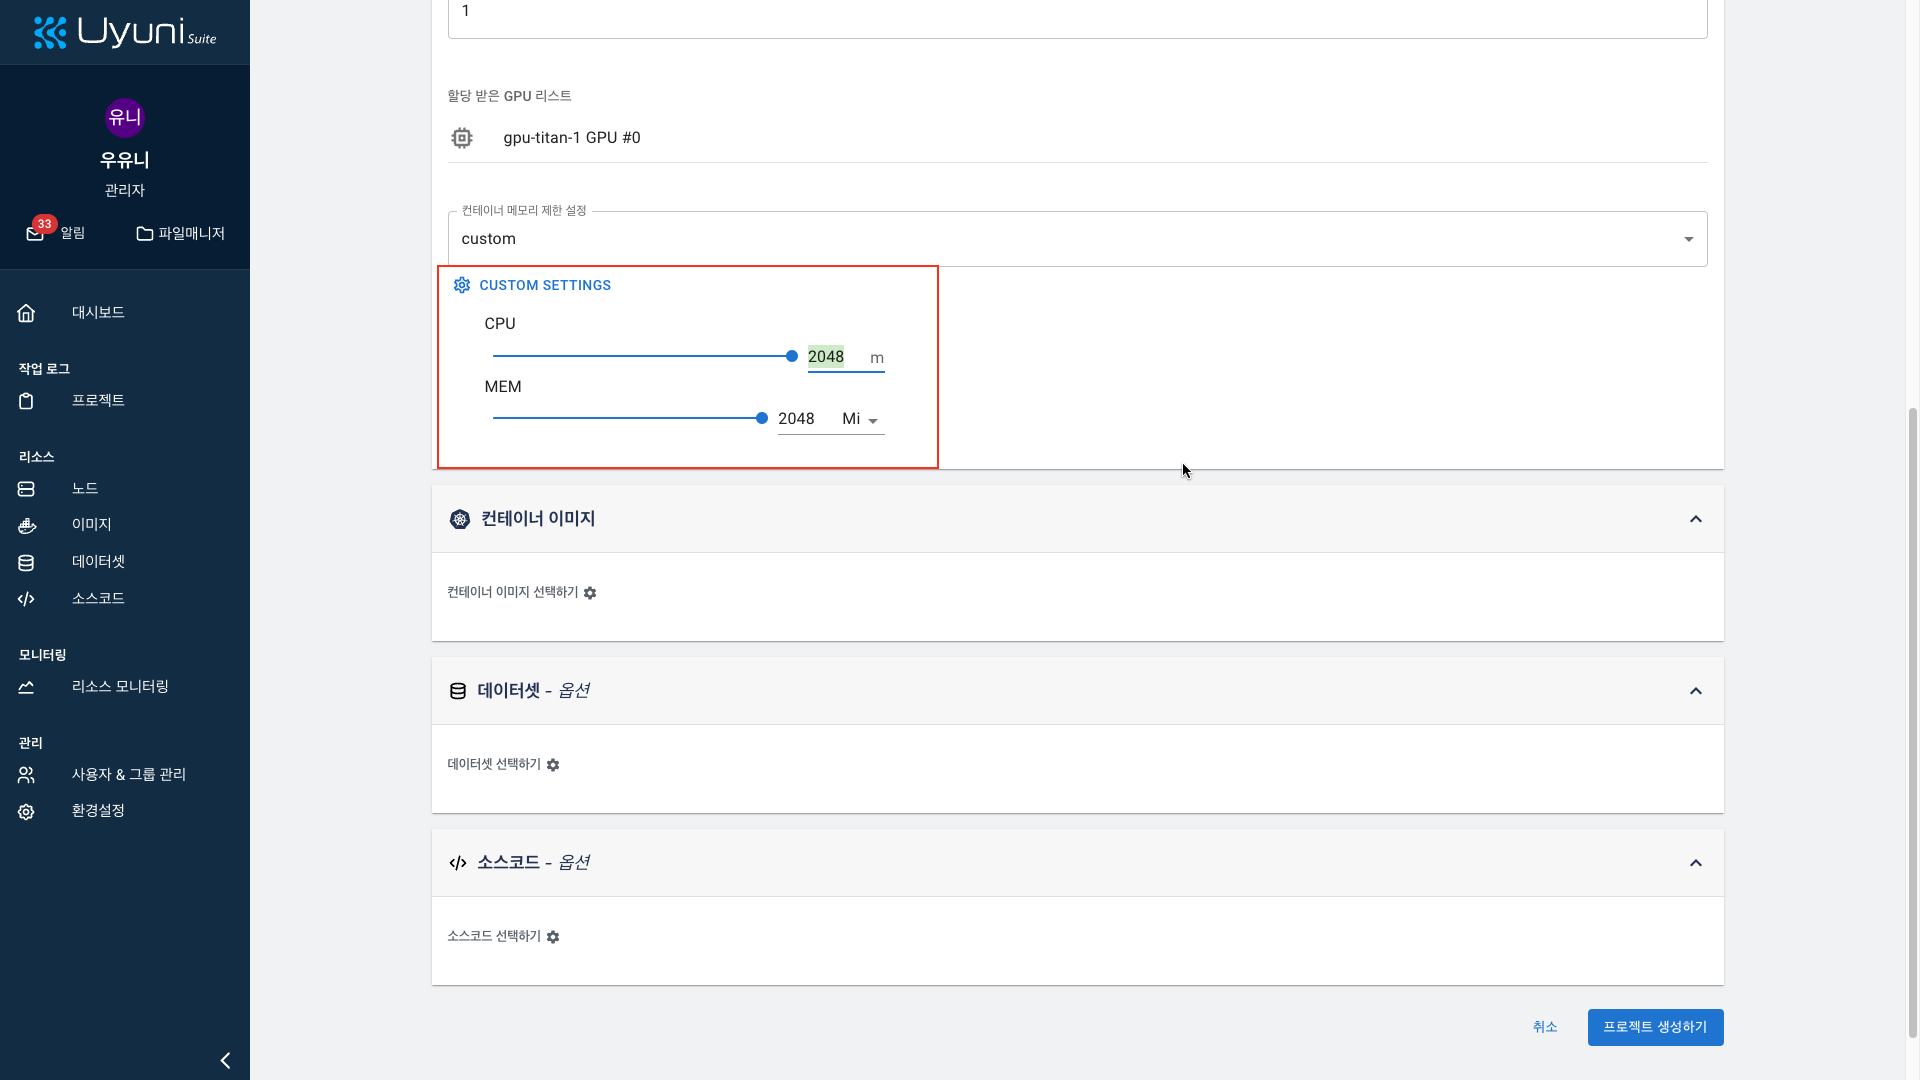 Uyuni Suite
유니
우유니
관리자
33
알림
파일매니저
대시보드
작업 로그
프로젝트
리소스
노드
이미지
데이터셋
소스코드
모니터링
리소스 모니터링
관리
사용자 & 그룹 관리
환경설정
1
할당 받은 GPU 리스트
gpu-titan-1 GPU #0
컨테이너 메모리 제한 설정
custom
CUSTOM SETTINGS
CPU
2048 m
MEM
2048 Mi
컨테이너 이미지
컨테이너 이미지 선택하기
데이터셋 - 옵션
데이터셋 선택하기
소스코드 - 옵션
소스코드 선택하기
취소
프로젝트 생성하기